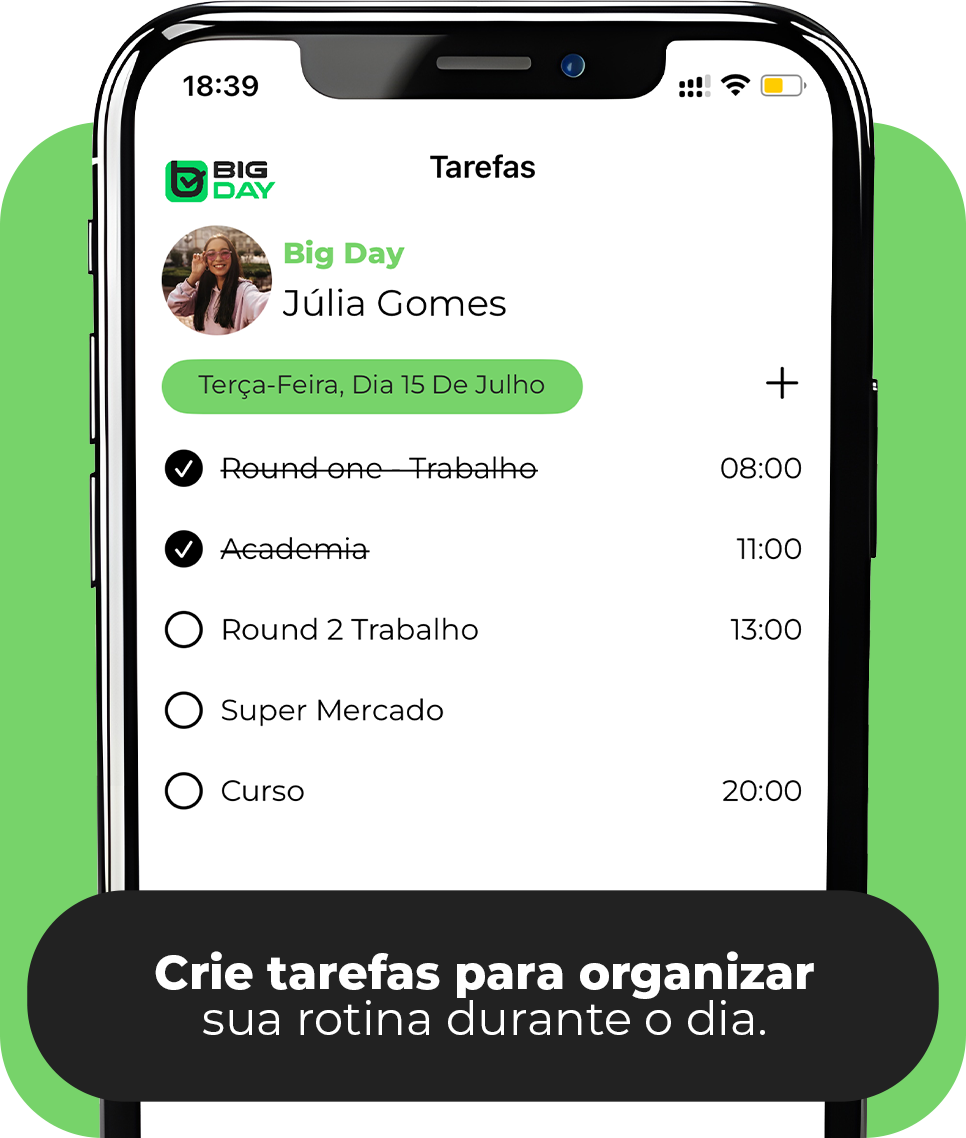 18:39
BIG
DAY
Tarefas
Big Day
Júlia Gomes
Terça-Feira, Dia 15 De Julho
+
Round one - Trabalho 08:00
Academia 11:00
Round 2 Trabalho 13:00
Super Mercado
Curso 20:00
Crie tarefas para organizar
sua rotina durante o dia.